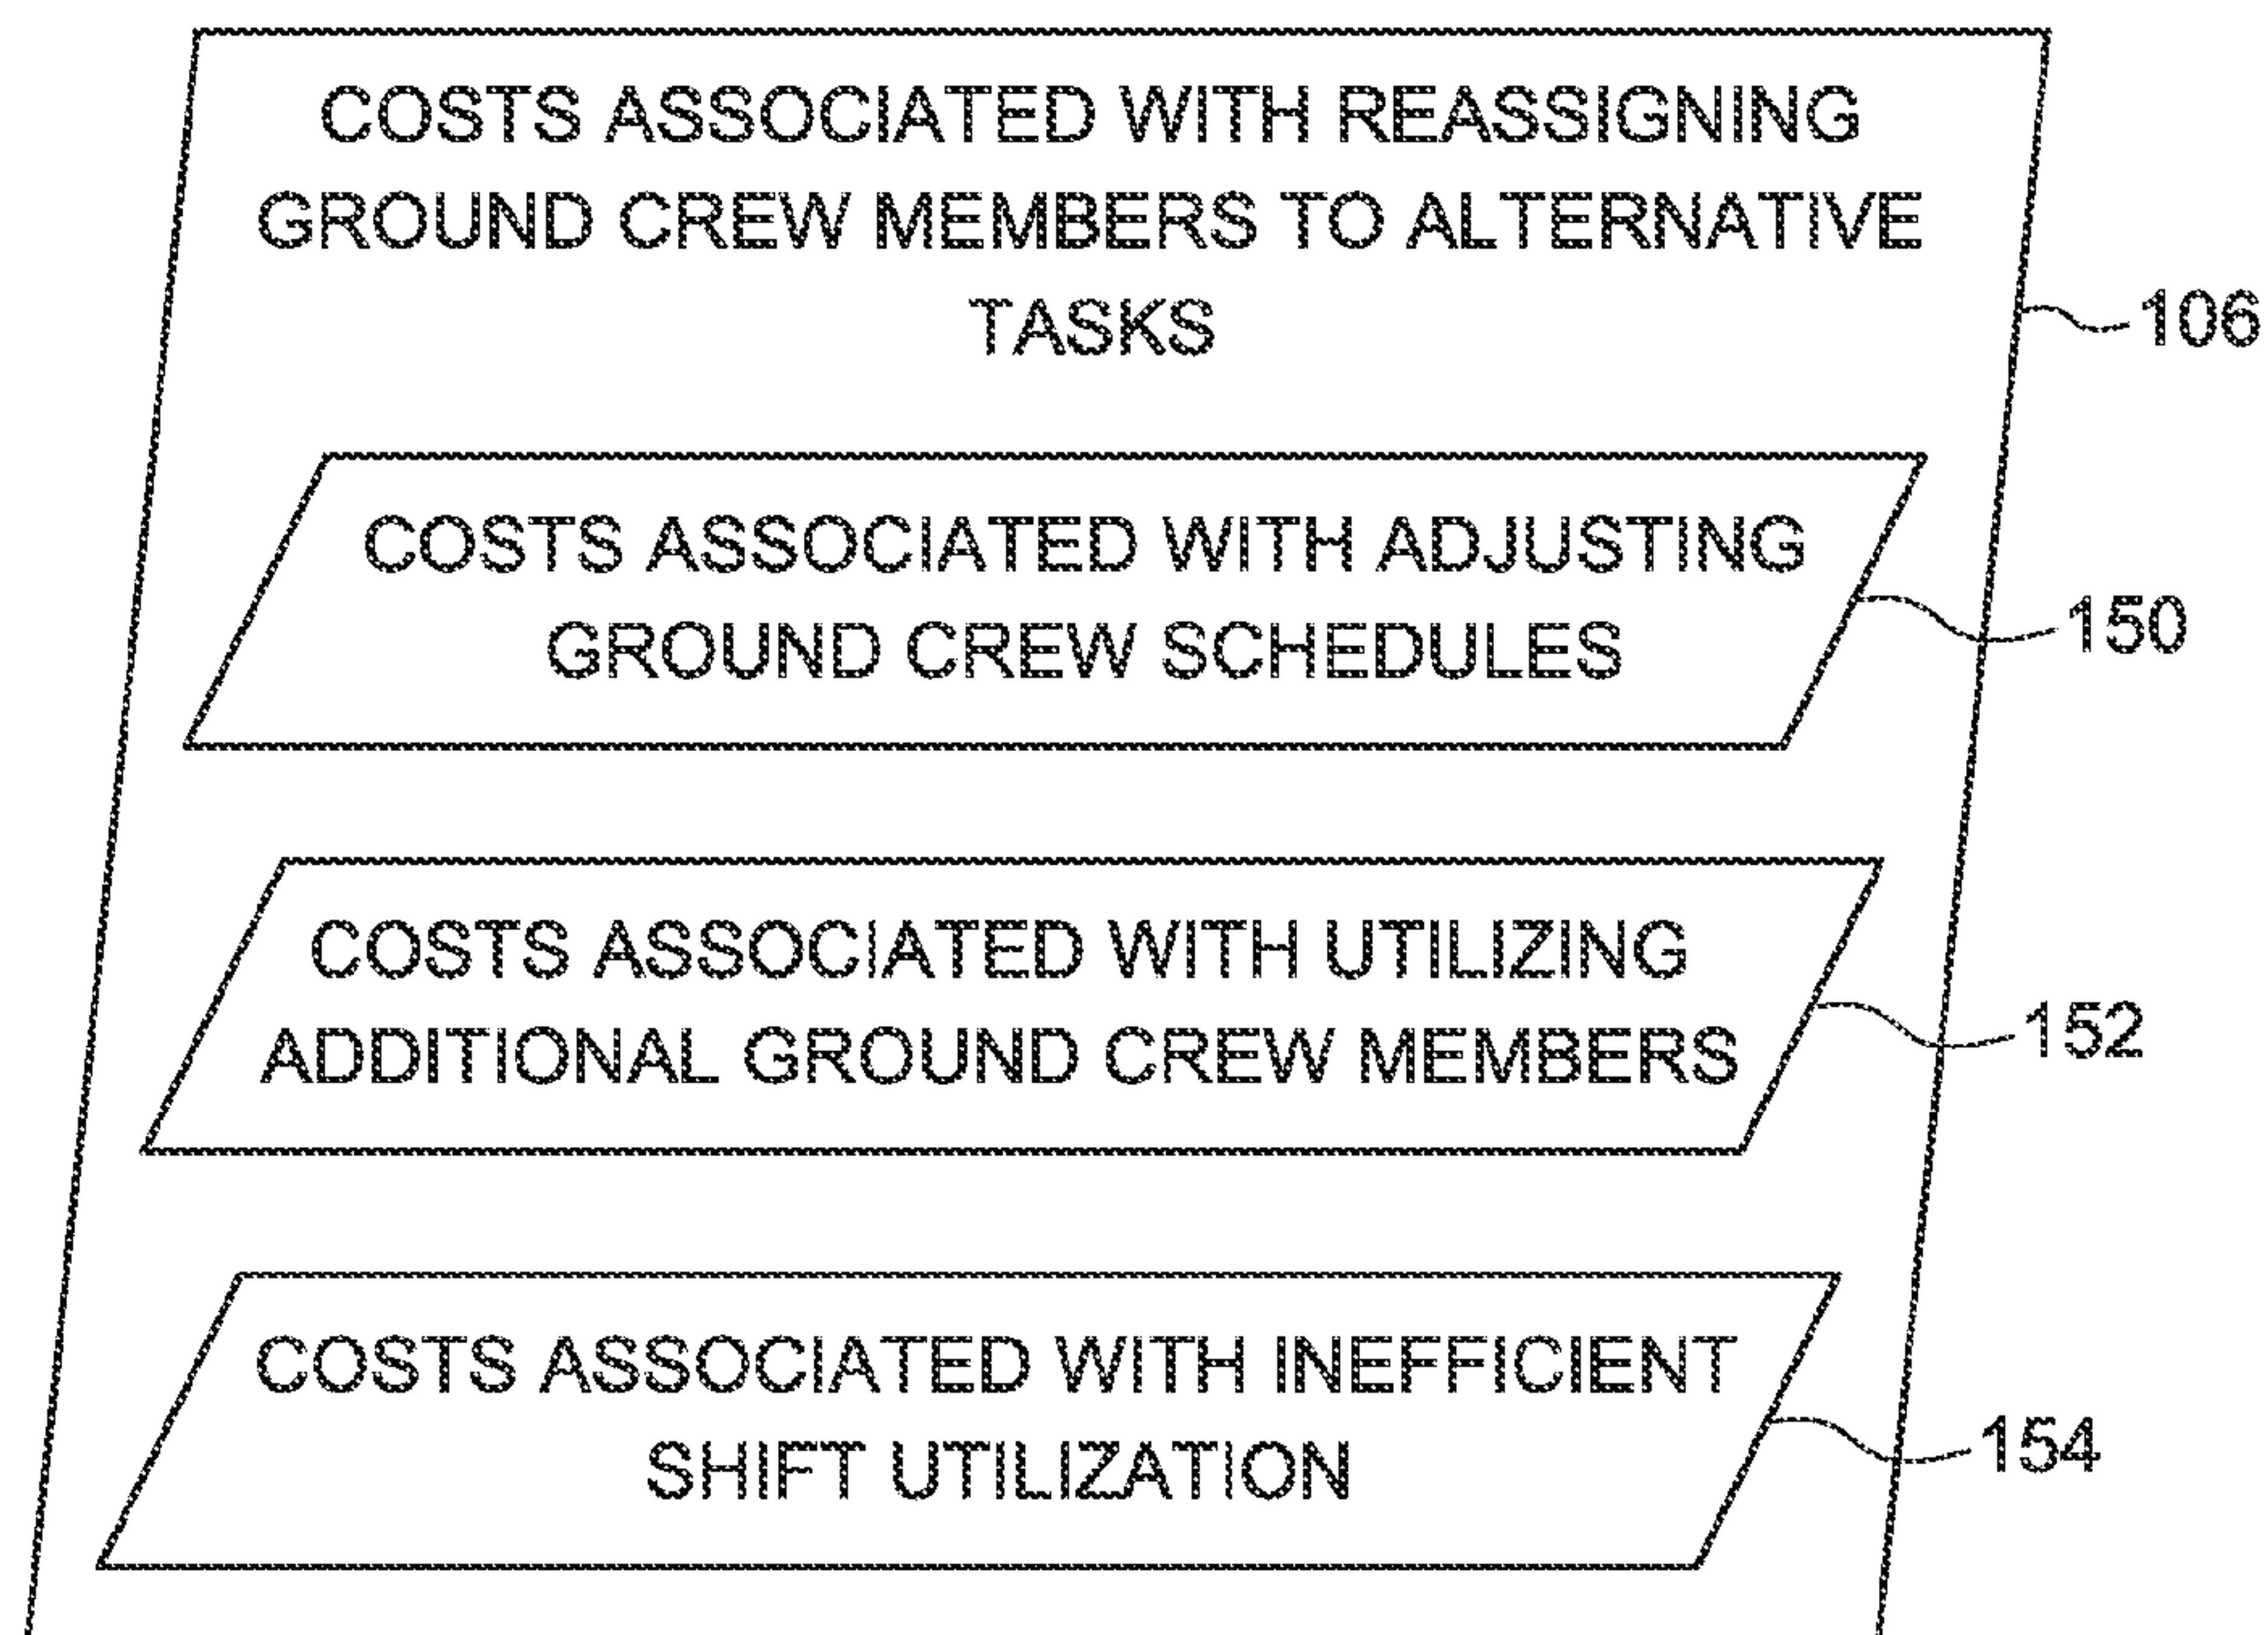 COSTS ASSOCIATED WITH REASSIGNING
GROUND CREW MEMBERS TO ALTERNATIVE
TASKS
106
COSTS ASSOCIATED WITH ADJUSTING
GROUND CREW SCHEDULES
150
COSTS ASSOCIATED WITH UTILIZING
ADDITIONAL GROUND CREW MEMBERS
152
COSTS ASSOCIATED WITH INEFFICIENT
SHIFT UTILIZATION
154